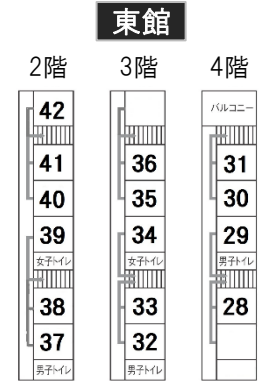 東館
2階 3階 4階
42 バルコニー
41 36 31
40 35 30
39 34 29
女子トイレ 女子トイレ 男子トイレ
38 33 28
37 32
男子トイレ 男子トイレ